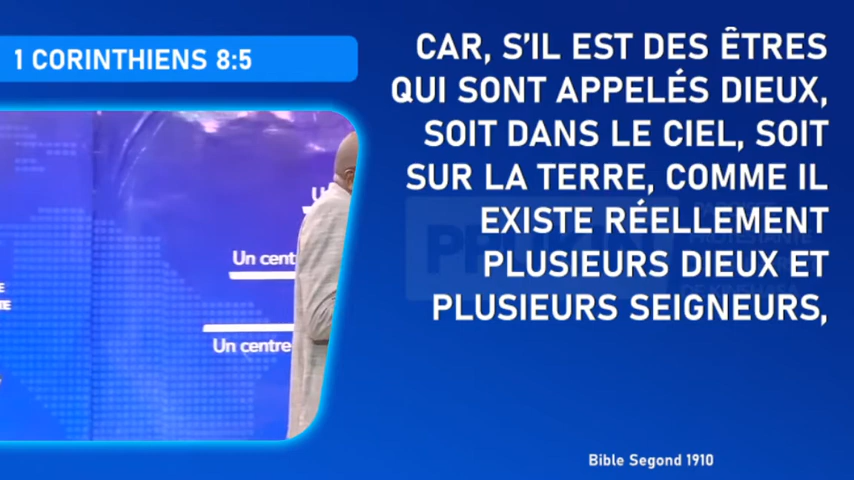 1 CORINTHIENS 8:5
CAR, S'IL EST DES ÊTRES
QUI SONT APPELÉS DIEUX,
SOIT DANS LE CIEL, SOIT
SUR LA TERRE, COMME IL
EXISTE RÉELLEMENT
PLUSIEURS DIEUX ET
PLUSIEURS SEIGNEURS,
Un cent
Un centre
Bible Segond 1910